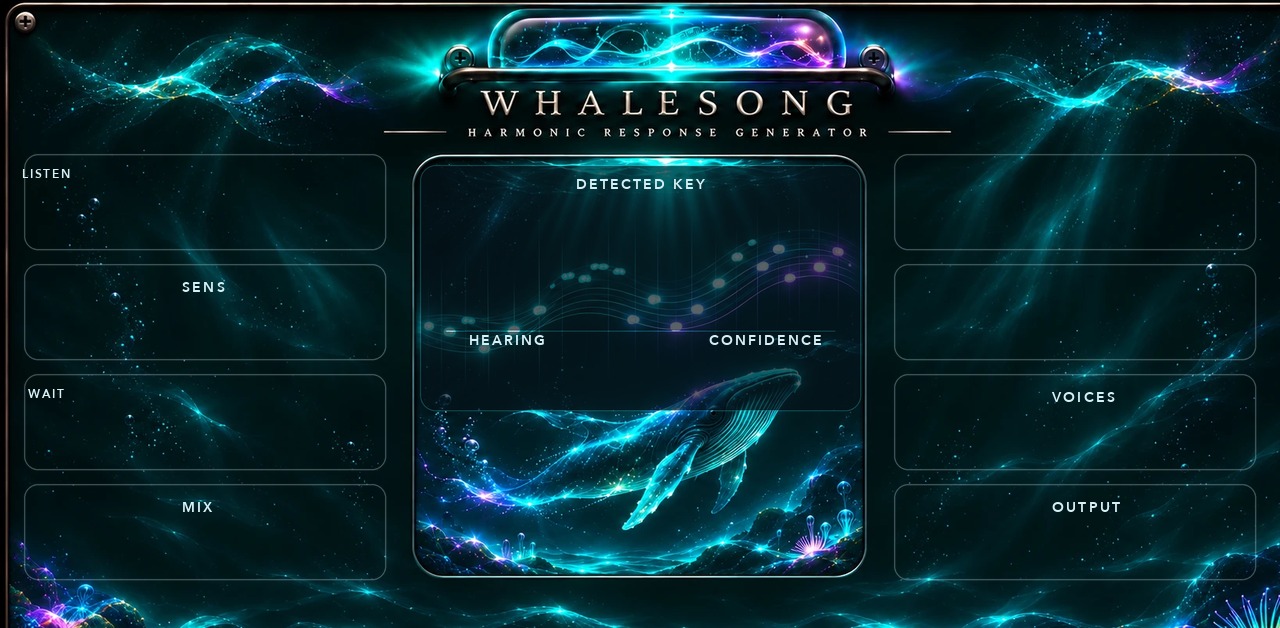 WHALESONG
HARMONIC RESPONSE GENERATOR
LISTEN
SENS
WAIT
MIX
DETECTED KEY
HEARING
CONFIDENCE
VOICES
OUTPUT